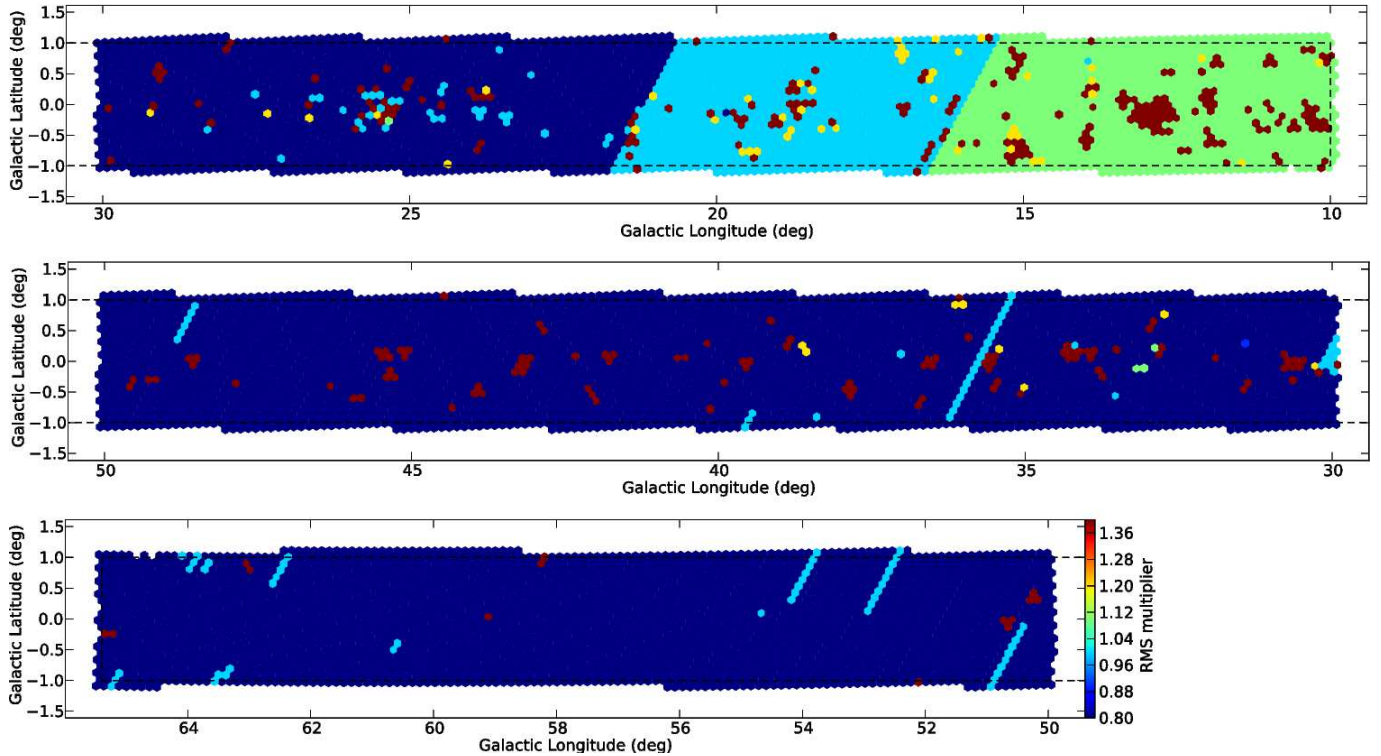 1.5
1.0
0.5
0.0
-0.5
-1.0
-1.5
Galactic Latitude (deg)
30 25 20 15 10
Galactic Longitude (deg)
1.5
1.0
0.5
0.0
-0.5
-1.0
-1.5
Galactic Latitude (deg)
50 45 40 35 30
Galactic Longitude (deg)
1.5
1.0
0.5
0.0
-0.5
-1.0
-1.5
Galactic Latitude (deg)
64 62 60 58 56 54 52 50
Galactic Longitude (deg)
1.36
1.28
1.20
1.12
1.04
0.96
0.88
0.80
RMS multiplier